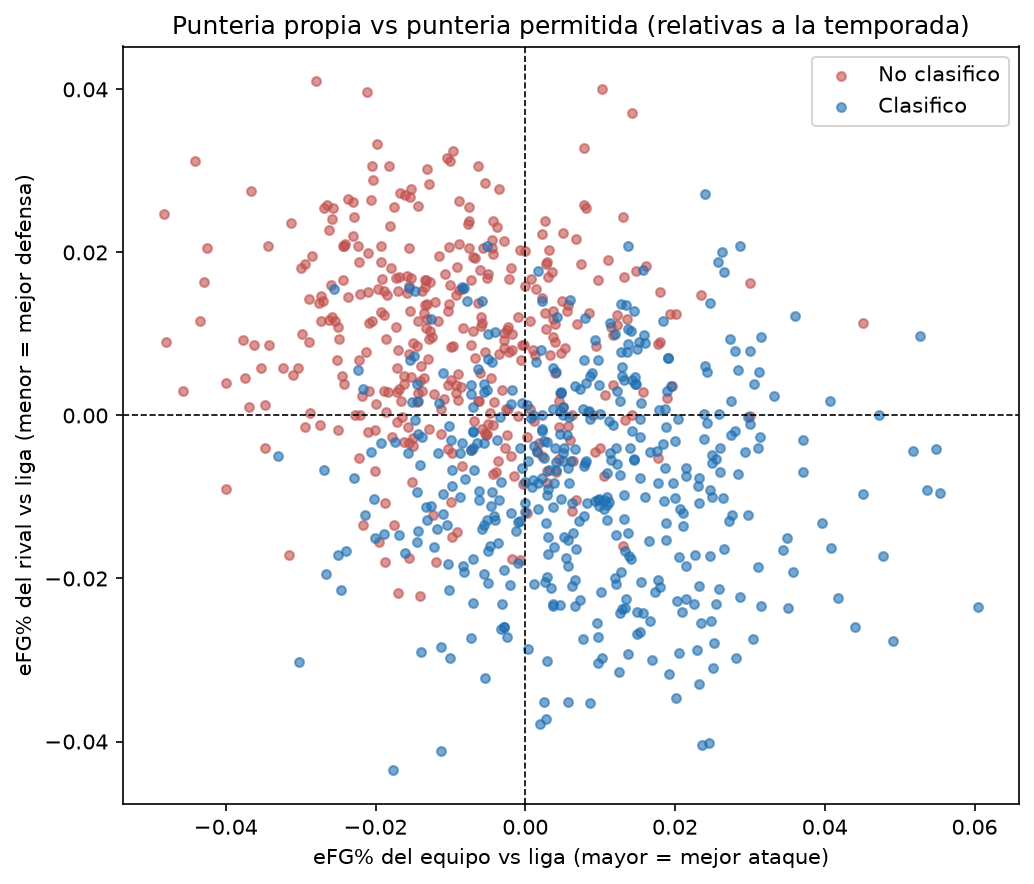 Punteria propia vs punteria permitida (relativas a la temporada)
No clasifico
Clasifico
eFG% del rival vs liga (menor = mejor defensa)
0.04
0.02
0.00
−0.02
−0.04
−0.04
−0.02
0.00
0.02
0.04
0.06
eFG% del equipo vs liga (mayor = mejor ataque)